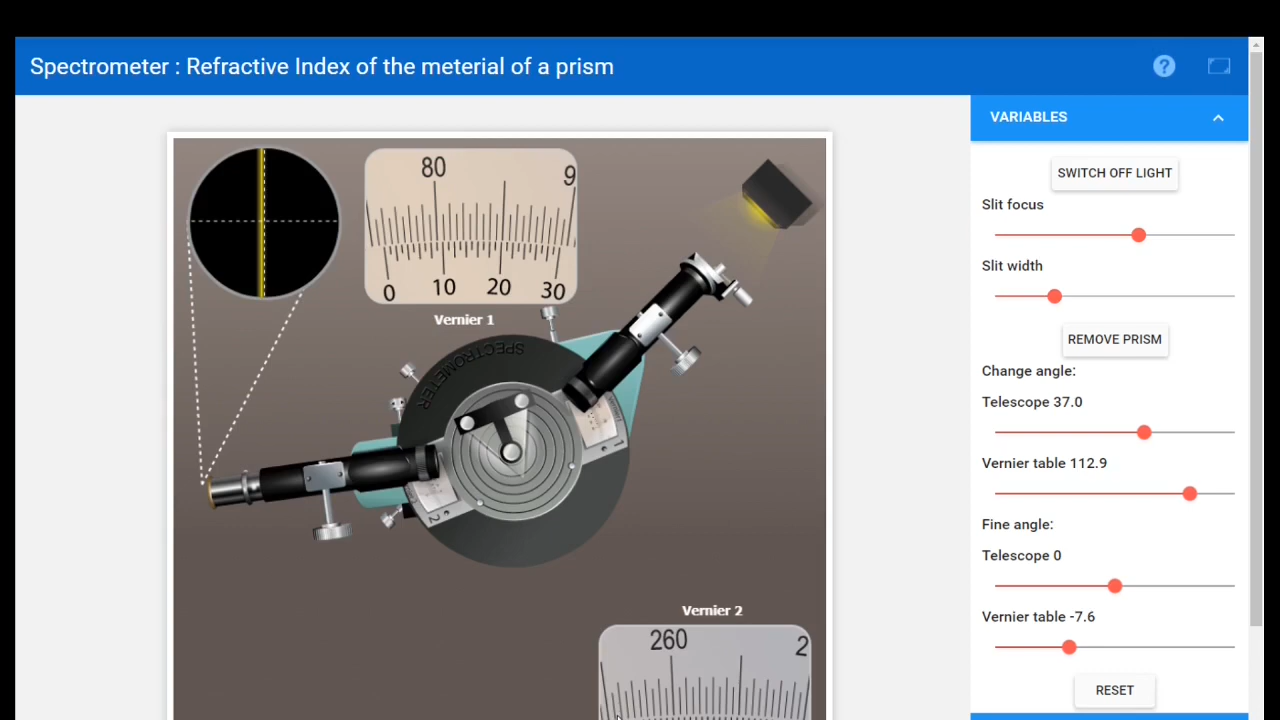 Spectrometer : Refractive Index of the meterial of a prism
?
VARIABLES
SWITCH OFF LIGHT
Slit focus
Slit width
REMOVE PRISM
Change angle:
Telescope 37.0
Vernier table 112.9
Fine angle:
Telescope 0
Vernier table -7.6
RESET
80 9
0 10 20 30
Vernier 1
SPECTROMETER
1
2
Vernier 2
260 2